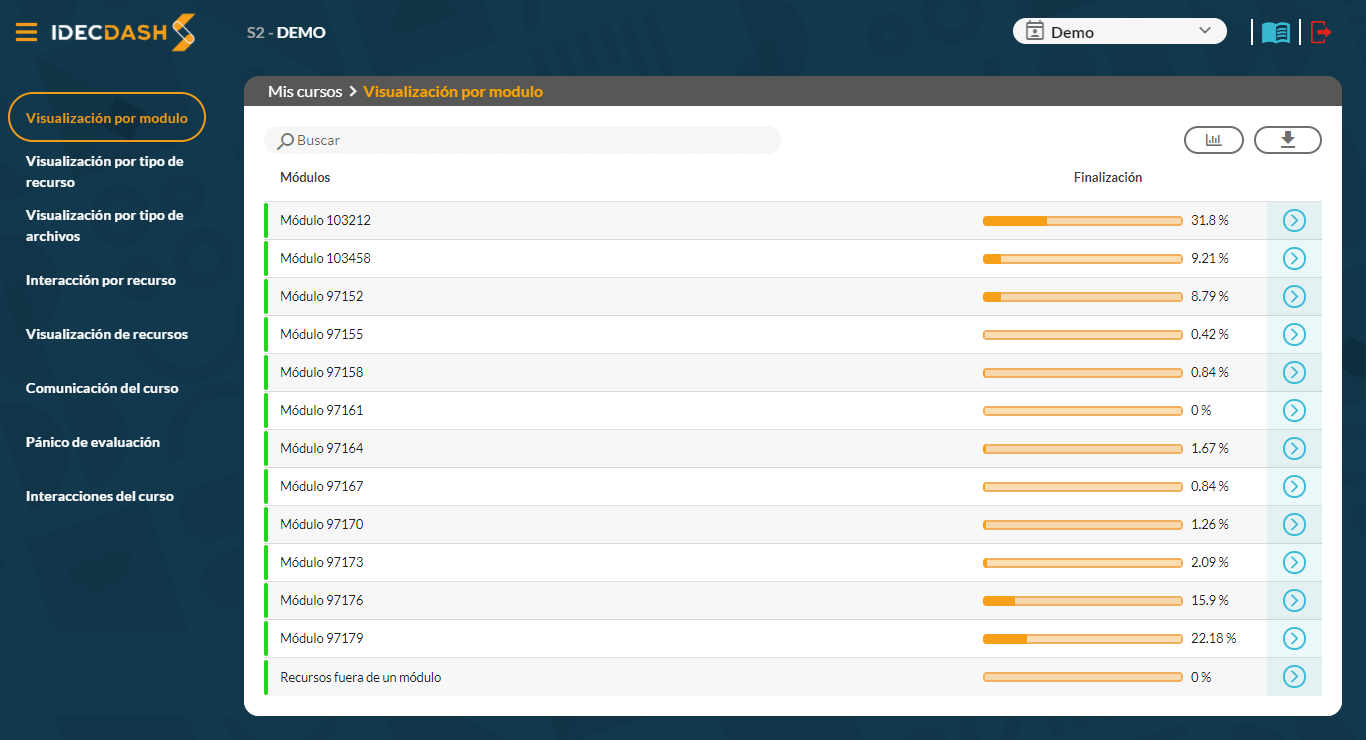 IDECDASH
S2 - DEMO
Demo
Visualización por modulo
Visualización por tipo de
recurso
Visualización por tipo de
archivos
Interacción por recurso
Visualización de recursos
Comunicación del curso
Pánico de evaluación
Interacciones del curso
Mis cursos > Visualización por modulo
Buscar
Módulos Finalización
Módulo 103212 31.8 %
Módulo 103458 9.21 %
Módulo 97152 8.79 %
Módulo 97155 0.42 %
Módulo 97158 0.84 %
Módulo 97161 0 %
Módulo 97164 1.67 %
Módulo 97167 0.84 %
Módulo 97170 1.26 %
Módulo 97173 2.09 %
Módulo 97176 15.9 %
Módulo 97179 22.18 %
Recursos fuera de un módulo 0 %